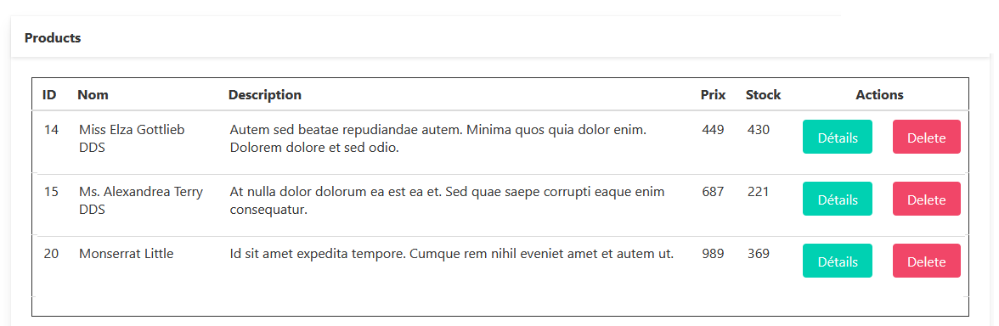 Products
ID Nom Description Prix Stock Actions
14 Miss Elza Gottlieb Autem sed beatae repudiandae autem. Minima quos quia dolor enim. 449 430 Détails Delete
DDS Dolorem dolore et sed odio.
15 Ms. Alexandrea Terry At nulla dolor dolorum ea est ea et. Sed quae saepe corrupti eaque enim 687 221 Détails Delete
DDS consequatur.
20 Monserrat Little Id sit amet expedita tempore. Cumque rem nihil eveniet amet et autem ut. 989 369 Détails Delete